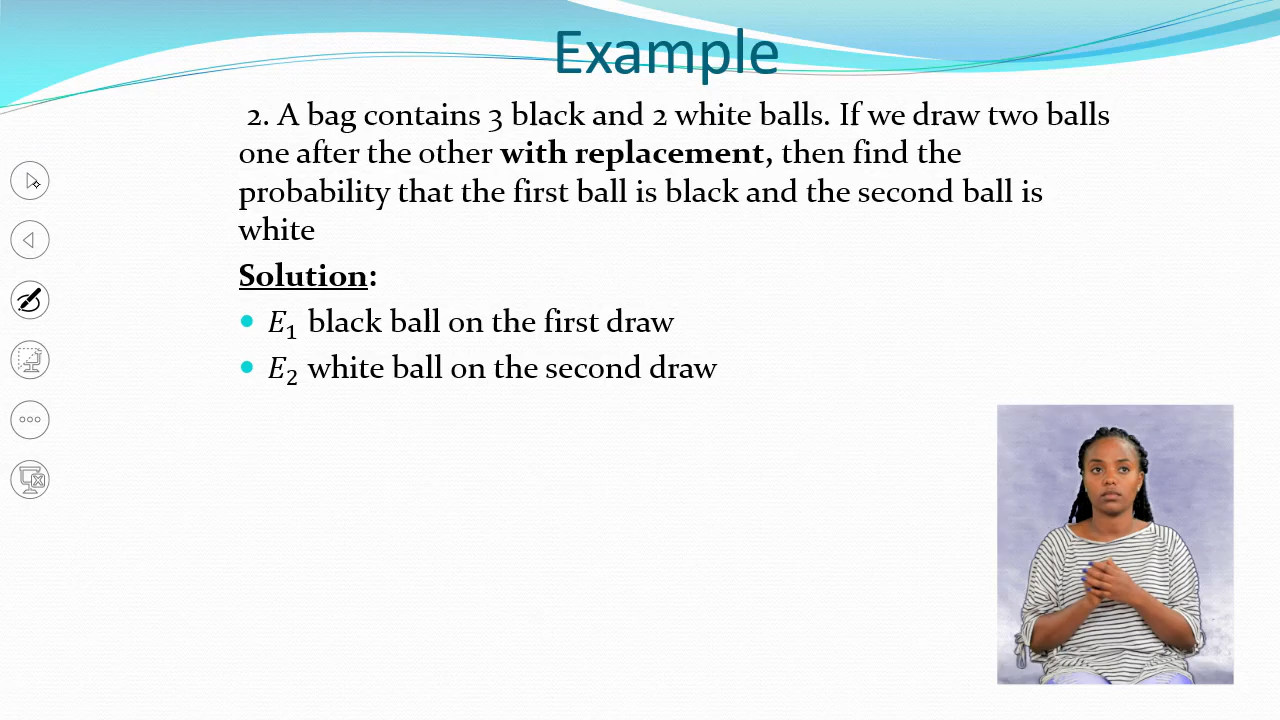 Example
2. A bag contains 3 black and 2 white balls. If we draw two balls
one after the other with replacement, then find the
probability that the first ball is black and the second ball is
white
Solution:
• E₁ black ball on the first draw
• E₂ white ball on the second draw